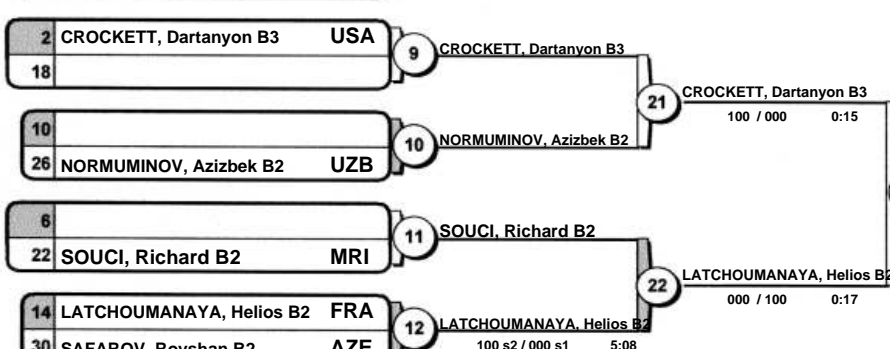 2 CROCKETT, Dartanyon B3 USA
18
9
CROCKETT, Dartanyon B3
10
26 NORMUMINOV, Azizbek B2 UZB
10
NORMUMINOV, Azizbek B2
21
CROCKETT, Dartanyon B3
100 / 000 0:15
6
22 SOUCI, Richard B2 MRI
11
SOUCI, Richard B2
14 LATCHOUMANAYA, Helios B2 FRA
30 SAFAROV, Rovshan B2 AZE
12
LATCHOUMANAYA, Helios B2
100 s2 / 000 s1 5:08
22
LATCHOUMANAYA, Helios B2
000 / 100 0:17